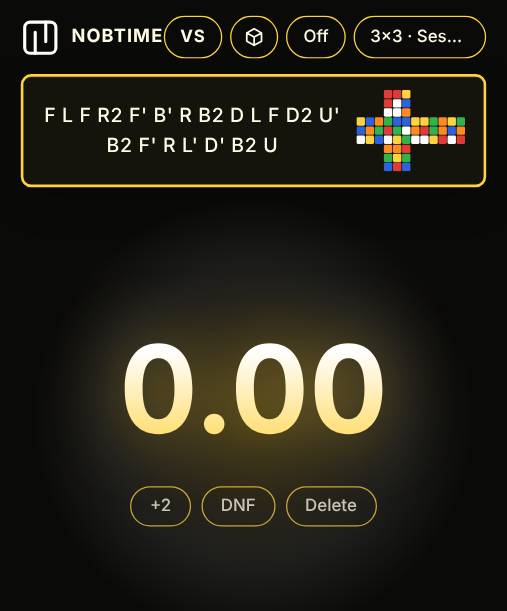 NOBTIME VS Off 3×3 · Ses...
F L F R2 F' B' R B2 D L F D2 U'
B2 F' R L' D' B2 U
0.00
+2 DNF Delete